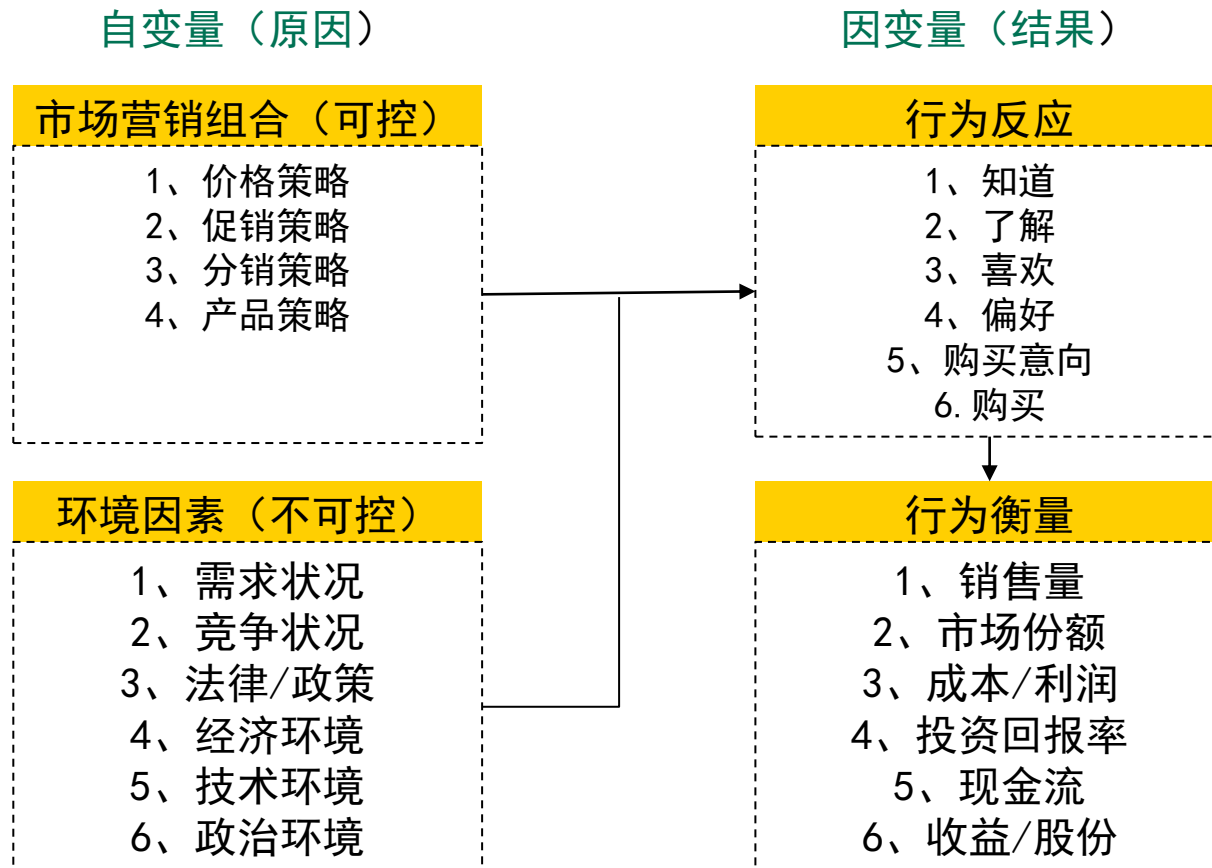 自变量（原因）
因变量（结果）
市场营销组合（可控）
1、价格策略
2、促销策略
3、分销策略
4、产品策略
行为反应
1、知道
2、了解
3、喜欢
4、偏好
5、购买意向
6.购买
环境因素（不可控）
1、需求状况
2、竞争状况
3、法律/政策
4、经济环境
5、技术环境
6、政治环境
行为衡量
1、销售量
2、市场份额
3、成本/利润
4、投资回报率
5、现金流
6、收益/股份